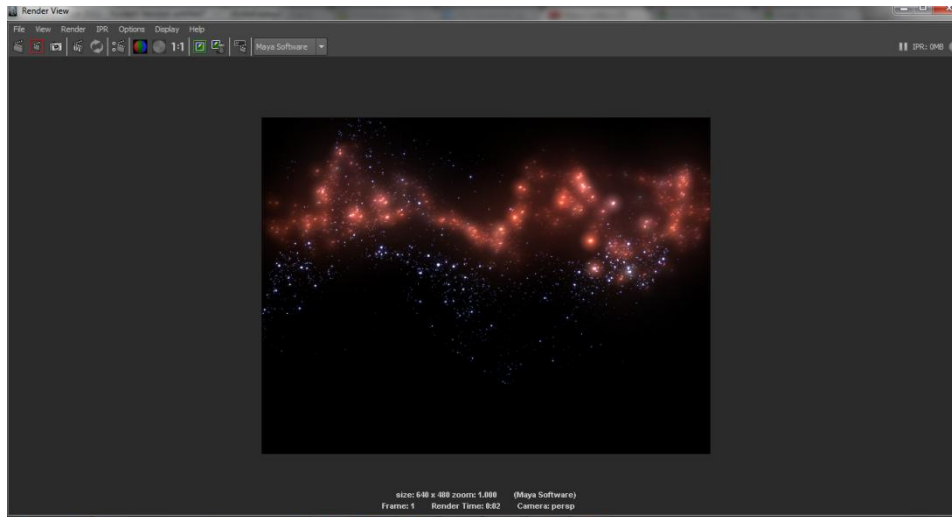 Render View
File View Render IPR Options Display Help
1:1 Maya Software IPR: 0MB
size: 640 x 480 zoom: 1.000 (Maya Software)
Frame: 1 Render Time: 0:02 Camera: persp